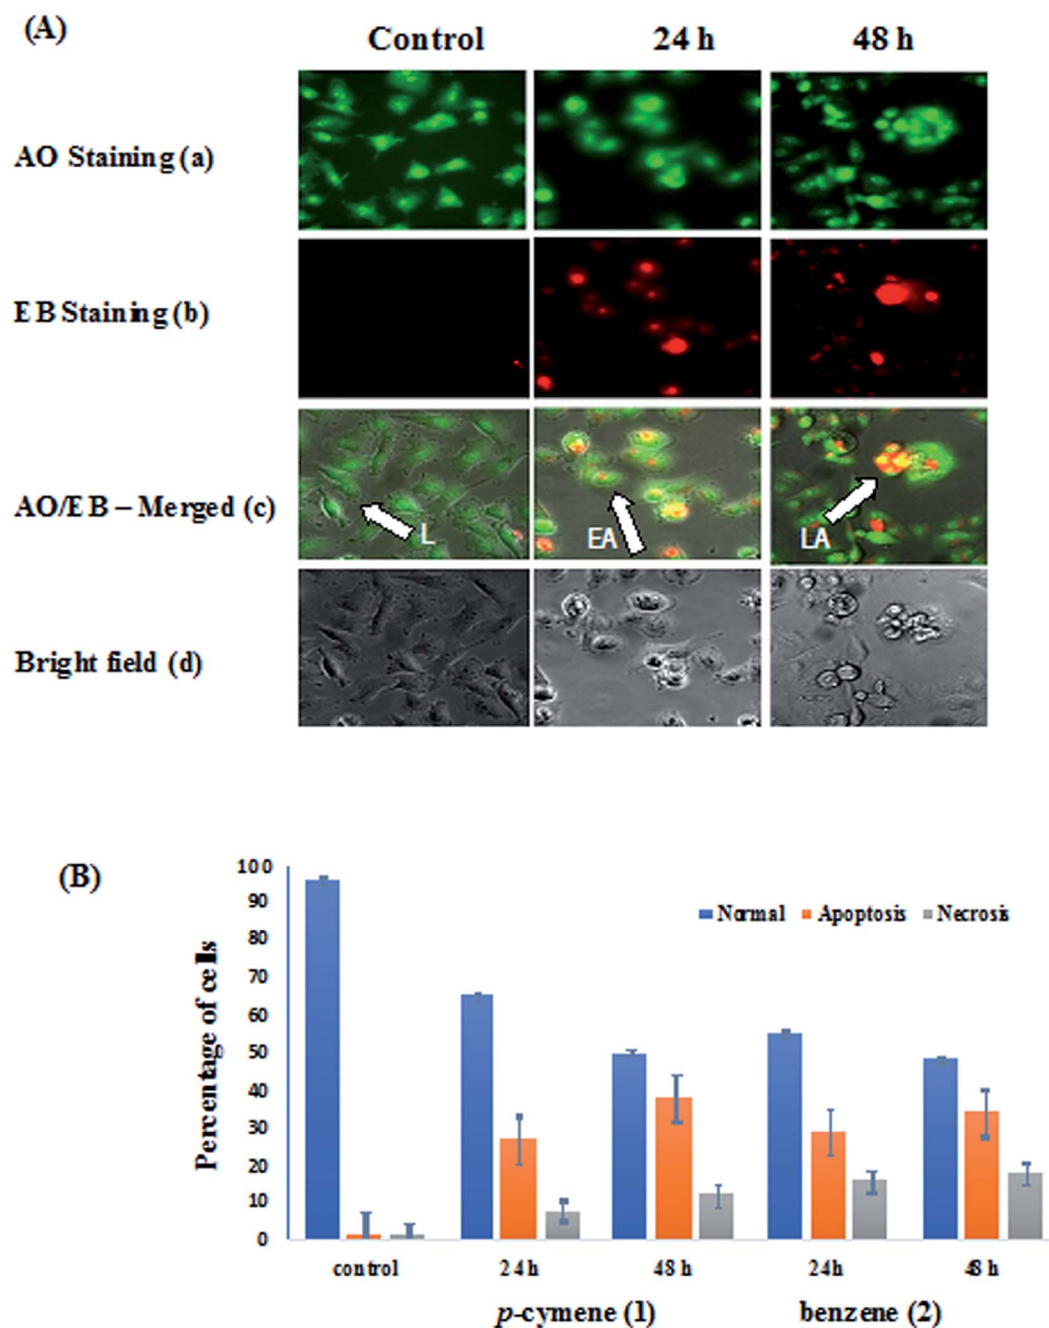 (A)
Control 24 h 48 h
AO Staining (a)
EB Staining (b)
AO/EB – Merged (c)
L EA LA
Bright field (d)
(B)
Percentage of cells
100
90
80
70
60
50
40
30
20
10
0
Normal Apoptosis Necrosis
control 24h 48 h 24h 48 h
p-cymene (1) benzene (2)